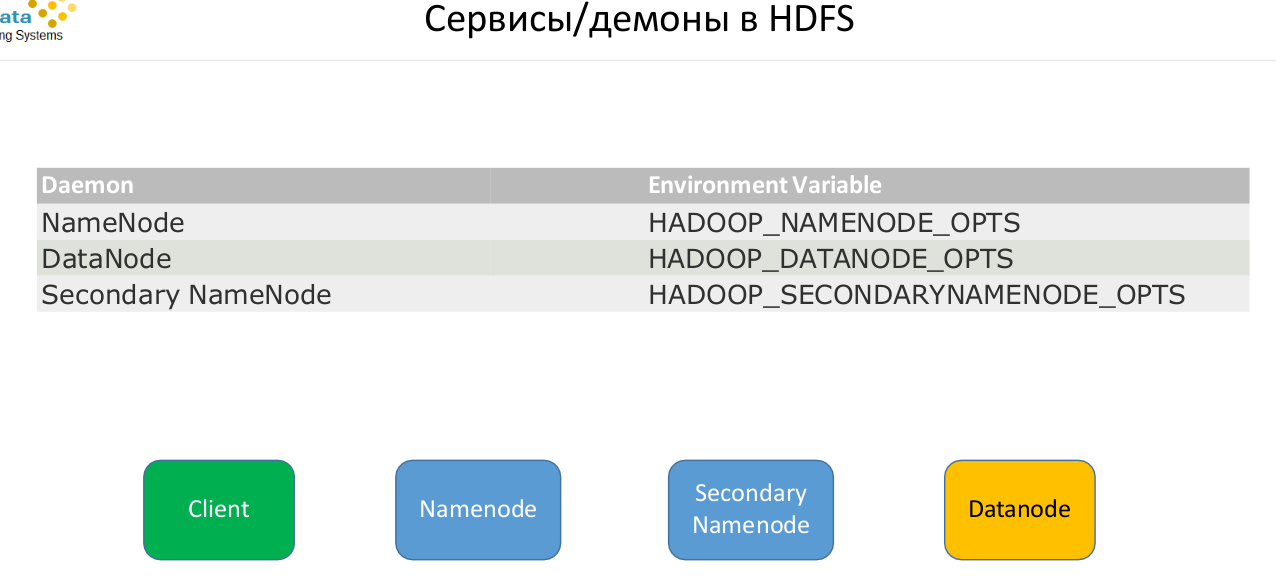 ata
ng Systems
Сервисы/демоны в HDFS
Daemon Environment Variable
NameNode HADOOP_NAMENODE_OPTS
DataNode HADOOP_DATANODE_OPTS
Secondary NameNode HADOOP_SECONDARYNAMENODE_OPTS
Client
Namenode
Secondary
Namenode
Datanode